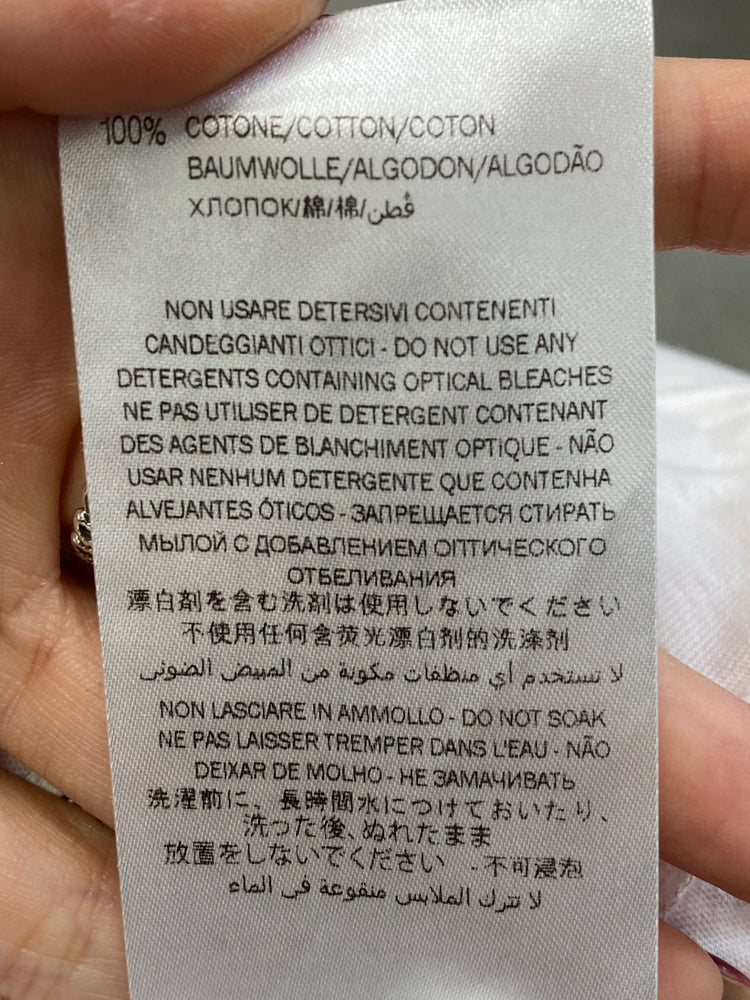 100% COTONE/COTTON/COTON
BAUMWOLLE/ALGODON/ALGODÃO
ХЛОПОК/綿/棉/قُطن
NON USARE DETERSIVI CONTENENTI
CANDEGGIANTI OTTICI - DO NOT USE ANY
DETERGENTS CONTAINING OPTICAL BLEACHES
NE PAS UTILISER DE DETERGENT CONTENANT
DES AGENTS DE BLANCHIMENT OPTIQUE - NÃO
USAR NENHUM DETERGENTE QUE CONTENHA
ALVEJANTES ÓTICOS - ЗАПРЕЩАЕТСЯ СТИРАТЬ
МЫЛОЙ С ДОБАВЛЕНИЕМ ОПТИЧЕСКОГО
ОТБЕЛИВАНИЯ
漂白剤を含む洗剤は使用しないでください
不使用任何含荧光漂白剂的洗涤剂
لا تستخدم أي منظفات مكونة من المبيض الضوئى
NON LASCIARE IN AMMOLLO - DO NOT SOAK
NE PAS LAISSER TREMPER DANS L'EAU - NÃO
DEIXAR DE MOLHO - НЕ ЗАМАЧИВАТЬ
洗濯前に、長時間水につけておいたり、
洗った後、ぬれたまま
放置をしないでください - 不可浸泡
لا تترك الملابس منقوعة فى الماء